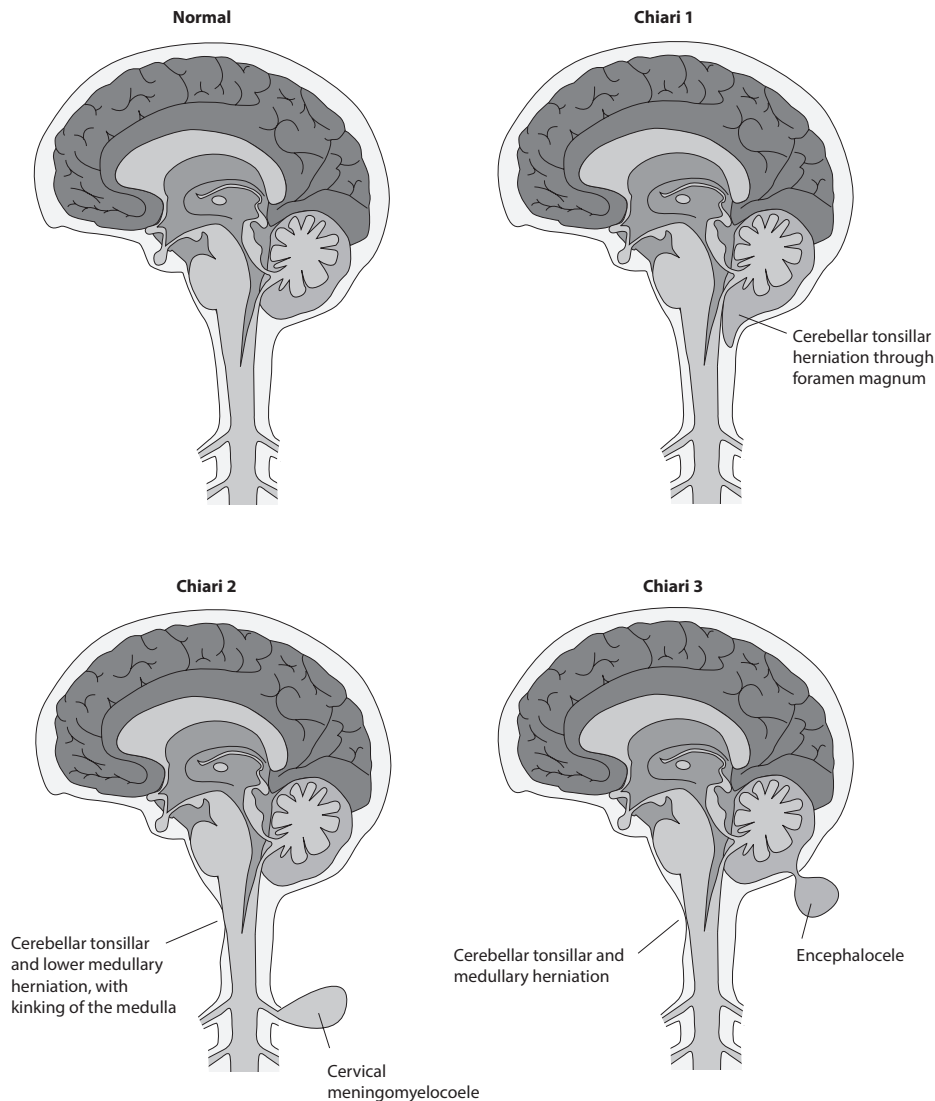 Normal
Chiari 1
Cerebellar tonsillar
herniation through
foramen magnum
Chiari 2
Chiari 3
Cerebellar tonsillar
and lower medullary
herniation, with
kinking of the medulla
Cervical
meningomyelocoele
Cerebellar tonsillar and
medullary herniation
Encephalocele